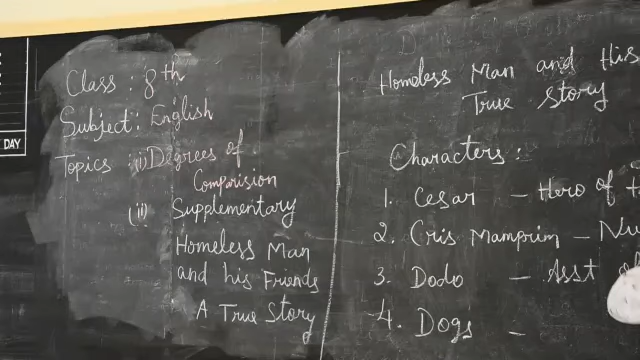 DAY
Class : 8th
Subject: English
Topics : (i) Degrees of
Comparision
(ii) Supplementary
Homeless Man
and his Friends
A True Story
Homeless Man and His
True Story
Characters :
1. Cesar – Hero of
2. Cris Mamprim – Nu
3. Dodo – Asst
4. Dogs –